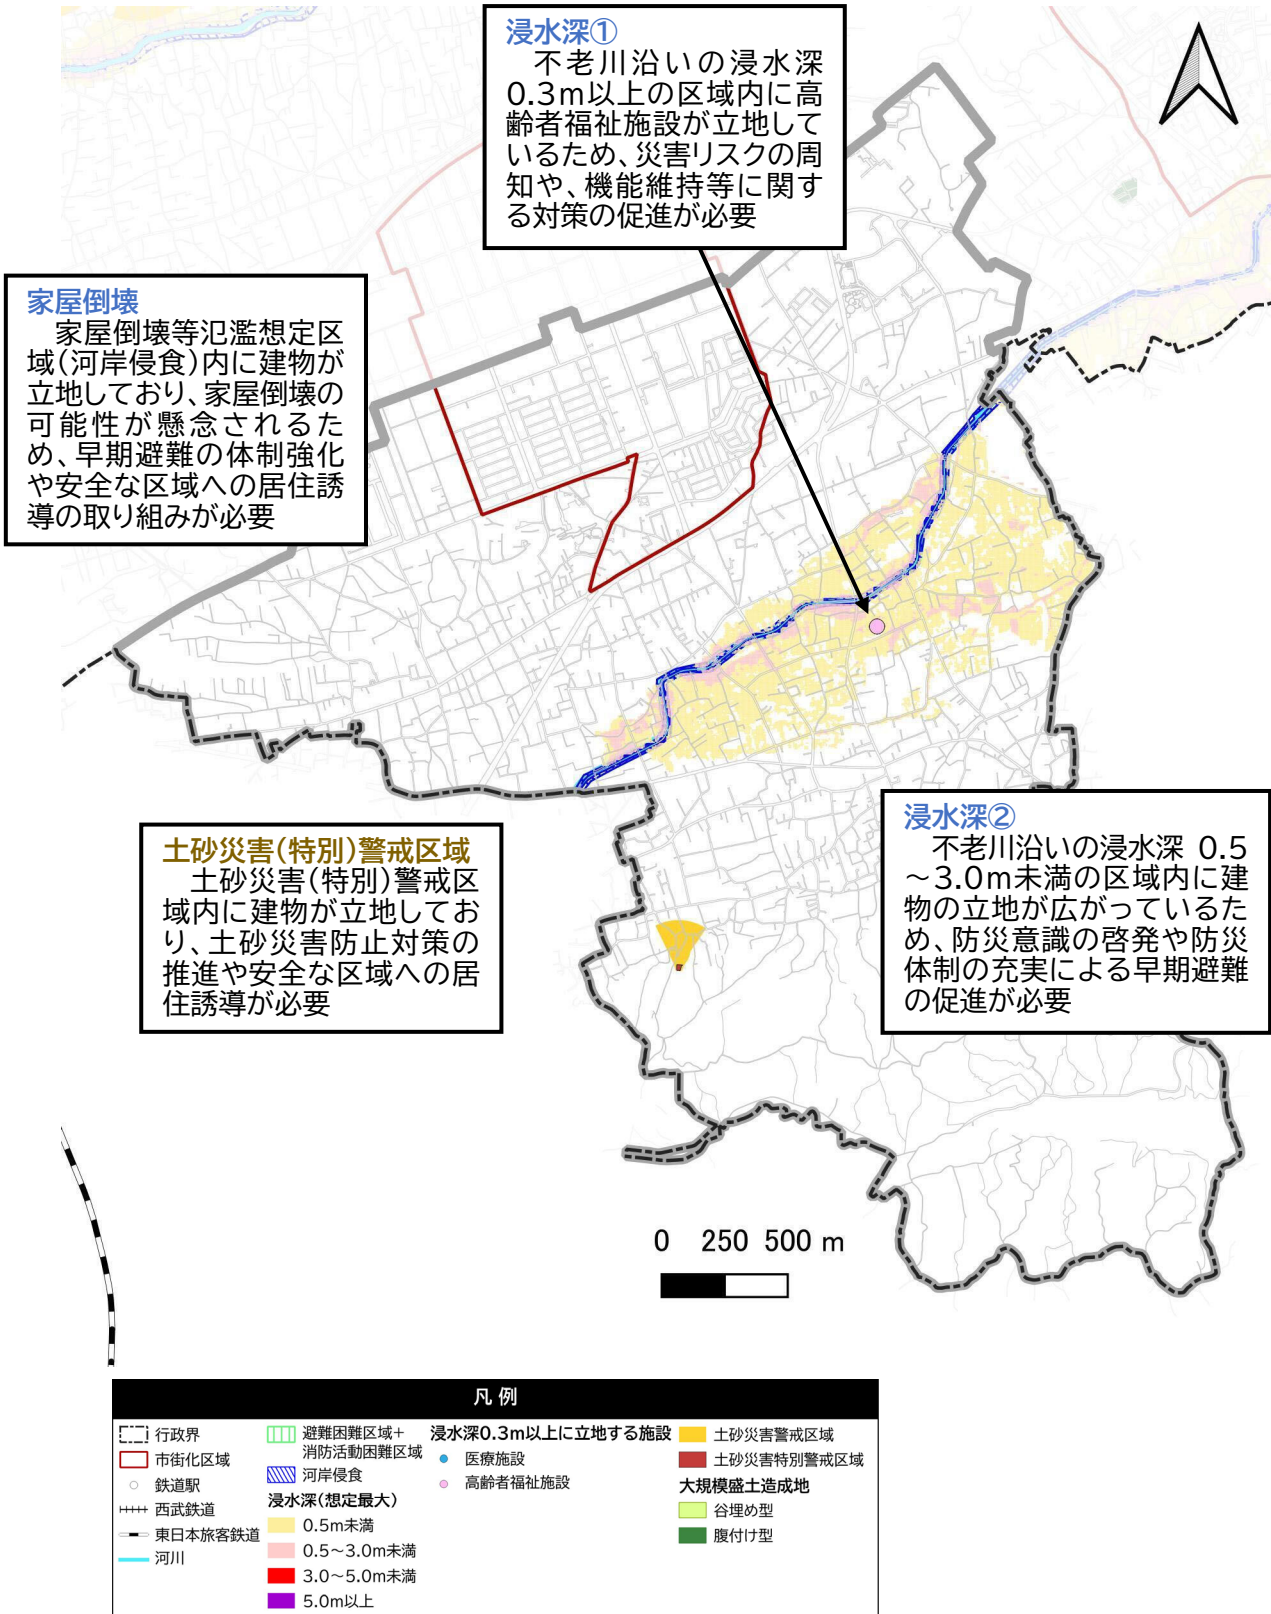 浸水深①
不老川沿いの浸水深
0.3m以上の区域内に高
齢者福祉施設が立地して
いるため、災害リスクの周
知や、機能維持等に関す
る対策の促進が必要
家屋倒壊
家屋倒壊等氾濫想定区
域(河岸侵食)内に建物が
立地しており、家屋倒壊の
可能性が懸念されるた
め、早期避難の体制強化
や安全な区域への居住誘
導の取り組みが必要
浸水深②
不老川沿いの浸水深 0.5
～3.0m未満の区域内に建
物の立地が広がっているた
め、防災意識の啓発や防災
体制の充実による早期避難
の促進が必要
土砂災害(特別)警戒区域
土砂災害(特別)警戒区
域内に建物が立地してお
り、土砂災害防止対策の
推進や安全な区域への居
住誘導が必要
0 250 500 m
凡例
行政界
市街化区域
鉄道駅
西武鉄道
東日本旅客鉄道
河川
避難困難区域+
消防活動困難区域
河岸侵食
浸水深(想定最大)
0.5m未満
0.5～3.0m未満
3.0～5.0m未満
5.0m以上
浸水深0.3m以上に立地する施設
医療施設
高齢者福祉施設
土砂災害警戒区域
土砂災害特別警戒区域
大規模盛土造成地
谷埋め型
腹付け型